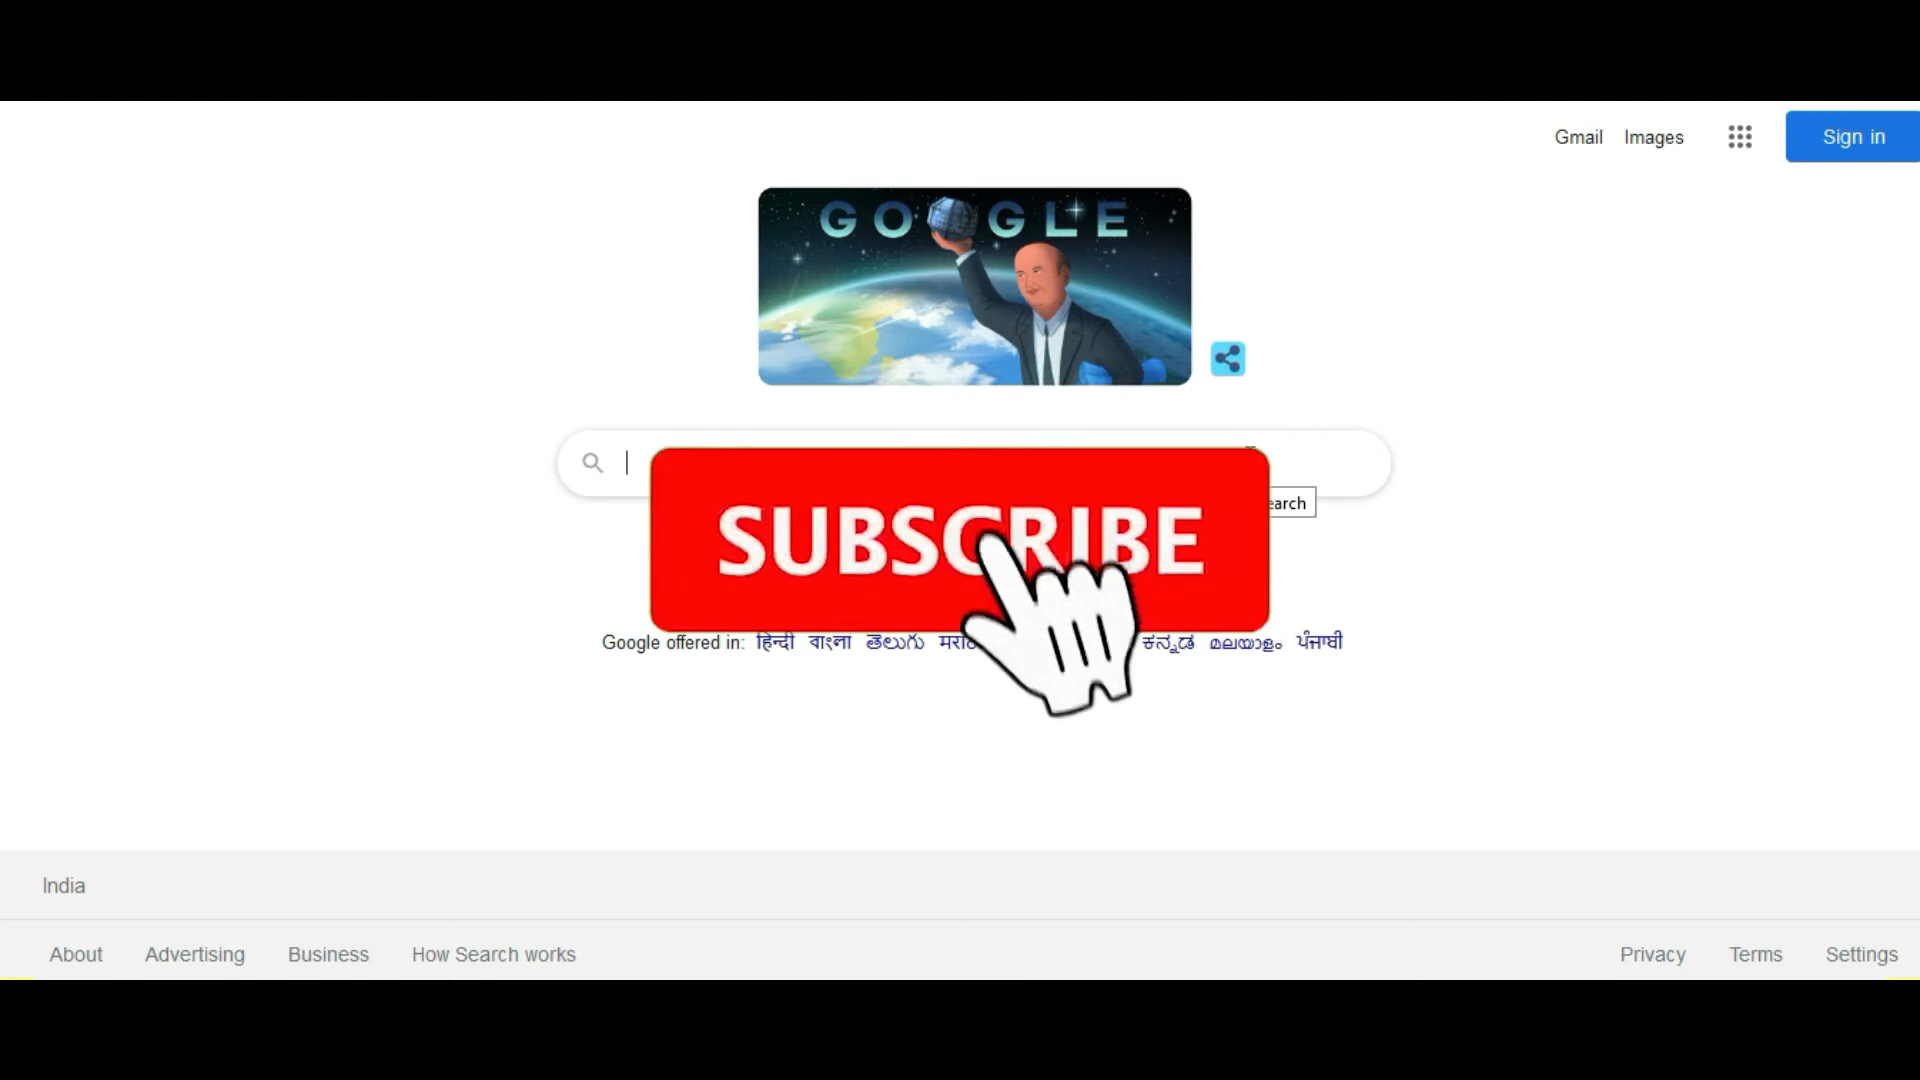 Gmail Images Sign in
GOOGLE
earch
SUBSCRIBE
Google offered in: हिन्दी বাংলা తెలుగు ಕನ್ನಡ മലയാളം ਪੰਜਾਬੀ
India
About Advertising Business How Search works Privacy Terms Settings